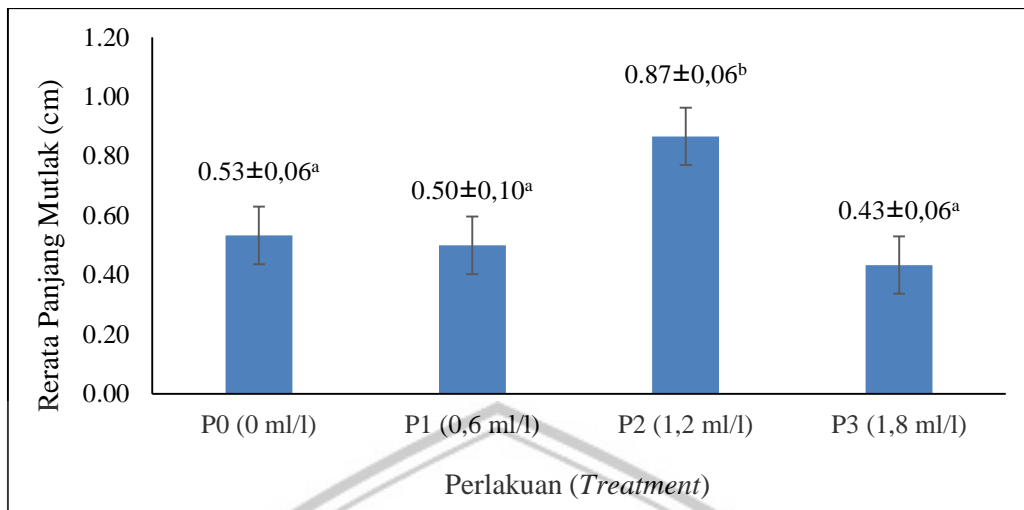 Rerata Panjang Mutlak (cm)
1.20
1.00
0.80
0.60
0.40
0.20
0.00
0.53±0,06ᵃ
0.50±0,10ᵃ
0.87±0,06ᵇ
0.43±0,06ᵃ
P0 (0 ml/l)
P1 (0,6 ml/l)
P2 (1,2 ml/l)
P3 (1,8 ml/l)
Perlakuan (Treatment)